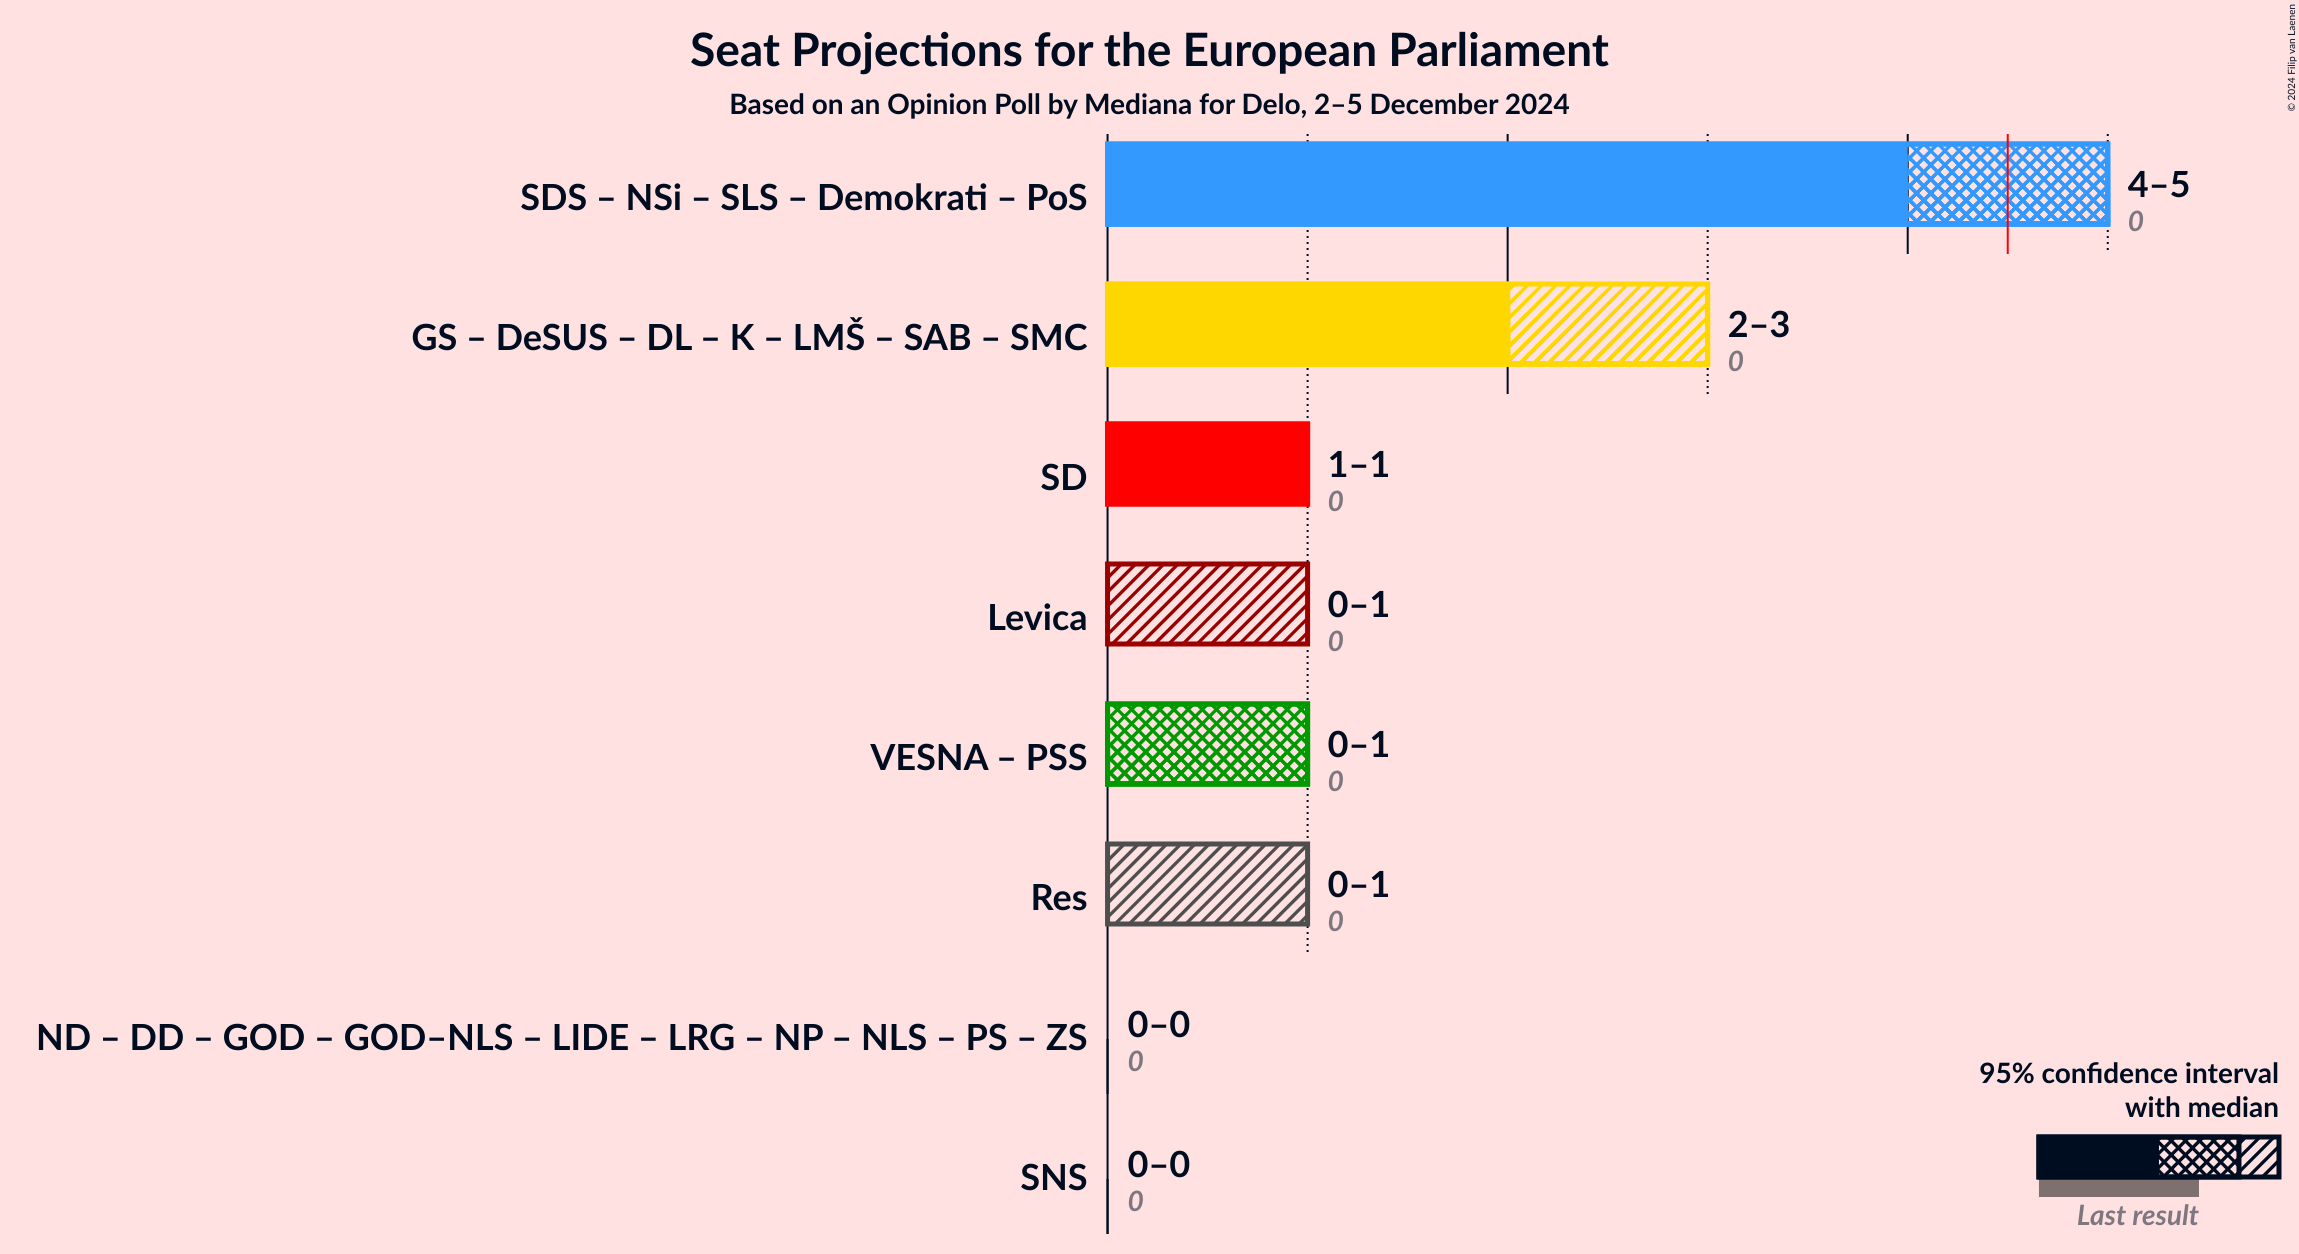 Seat Projections for the European Parliament
Based on an Opinion Poll by Mediana for Delo, 2–5 December 2024
© 2024 Filip van Laenen
SDS – NSi – SLS – Demokrati – PoS
4–5
0
GS – DeSUS – DL – K – LMŠ – SAB – SMC
2–3
0
SD
1–1
0
Levica
0–1
0
VESNA – PSS
0–1
0
Res
0–1
0
ND – DD – GOD – GOD–NLS – LIDE – LRG – NP – NLS – PS – ZS
0–0
0
SNS
0–0
0
95% confidence interval
with median
Last result